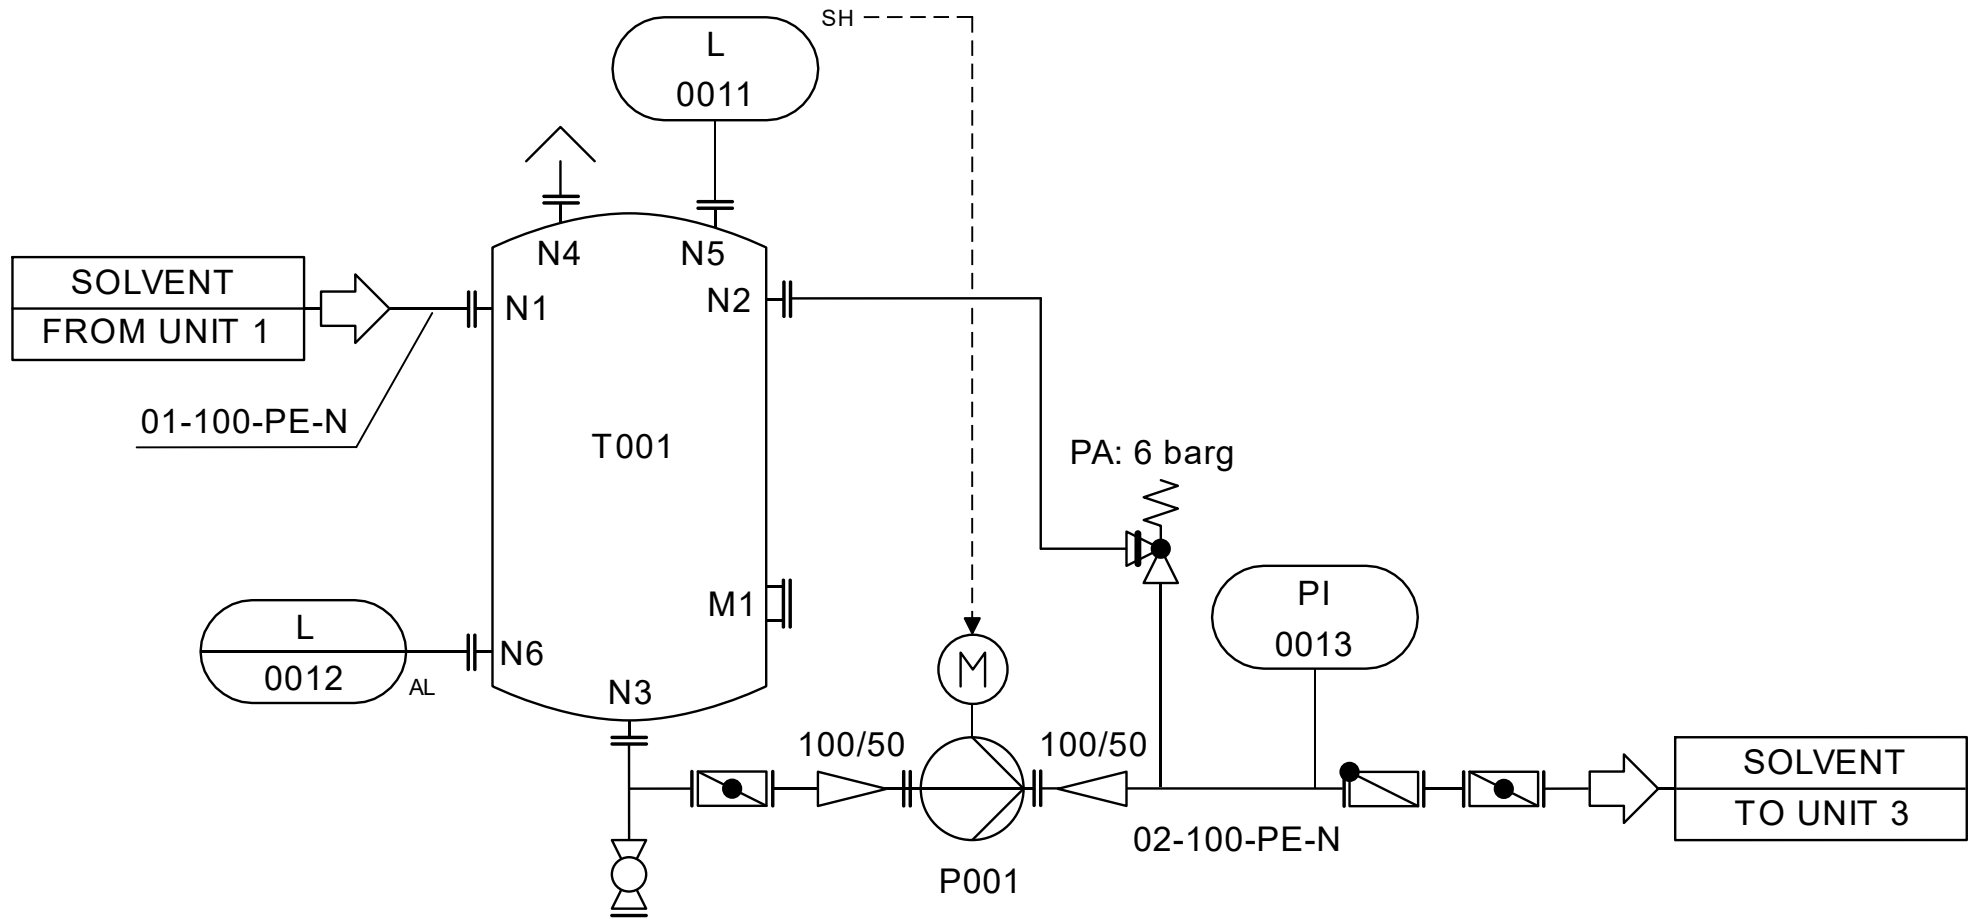 SH
L
0011
N4
N5
SOLVENT
FROM UNIT 1
N1
N2
01-100-PE-N
T001
PA: 6 barg
M1
PI
0013
L
0012
AL
N6
N3
M
100/50
100/50
SOLVENT
TO UNIT 3
02-100-PE-N
P001